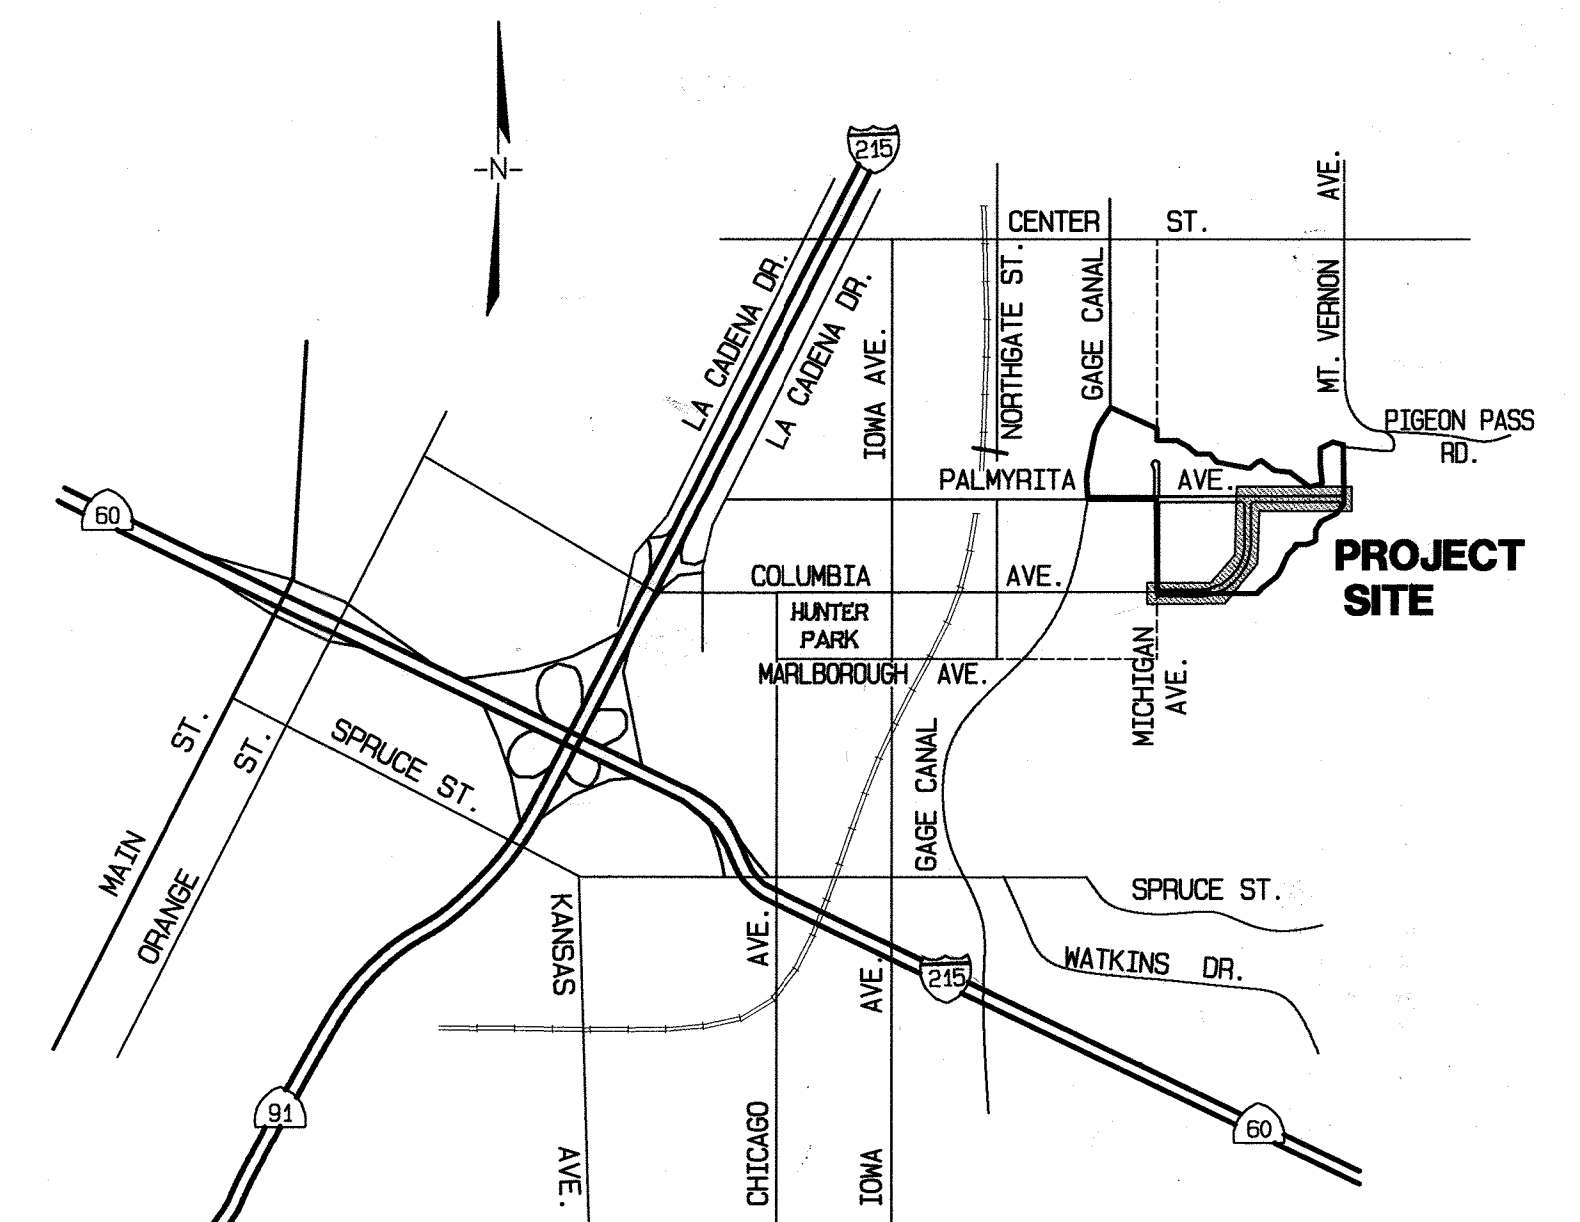 215
-N-
CENTER ST.
MT. VERNON AVE.
LA CADENA DR.
LA CADENA DR.
IOWA AVE.
NORTHGATE ST.
GAGE CANAL
PIGEON PASS
RD.
PALMYRITA AVE.
60
PROJECT
SITE
COLUMBIA AVE.
HUNTER
PARK
MARLBOROUGH AVE.
MICHIGAN
AVE.
MAIN ST.
ORANGE ST.
SPRUCE ST.
GAGE CANAL
SPRUCE ST.
WATKINS DR.
KANSAS AVE.
CHICAGO AVE.
IOWA AVE.
215
91
60